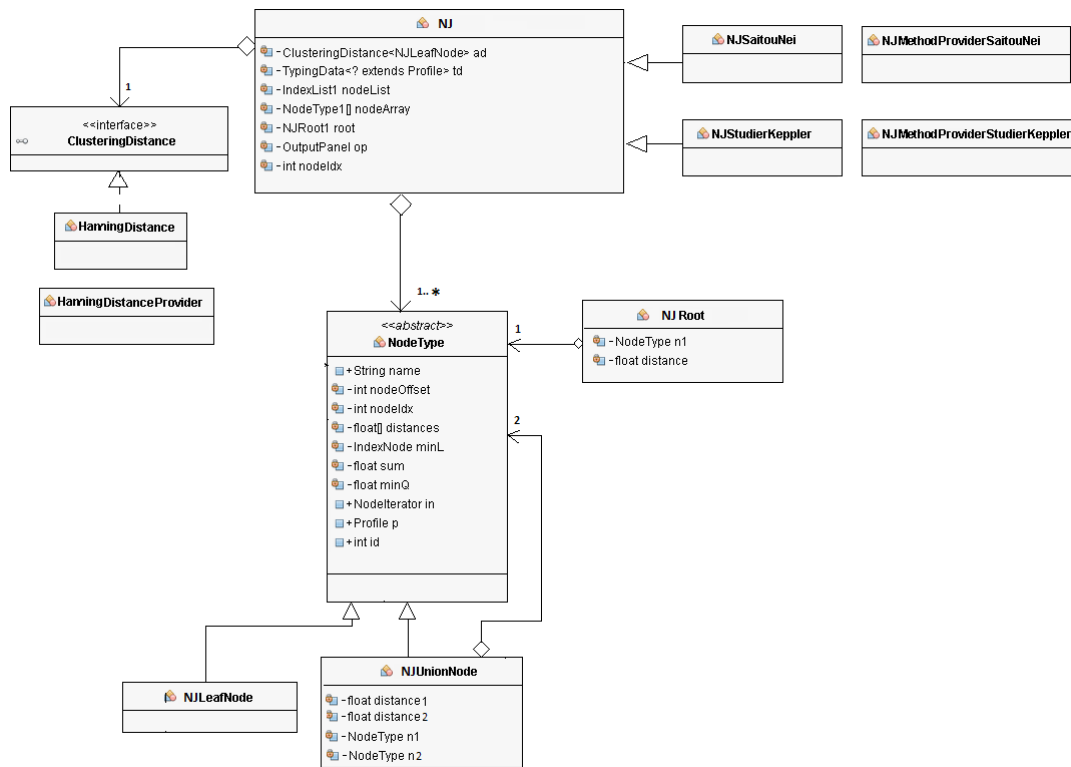 NJ
-ClusteringDistance<NJLeafNode> ad
-TypingData<? extends Profile> td
-IndexList1 nodeList
-NodeType1[] nodeArray
-NJRoot1 root
-OutputPanel op
-int nodeIdx
NJSaitouNei
NJMethodProviderSaitouNei
NJStudierKeppler
NJMethodProviderStudierKeppler
1
<<interface>>
ClusteringDistance
HammingDistance
HammingDistanceProvider
1..*
<<abstract>>
NodeType
+String name
-int nodeOffset
-int nodeIdx
-float[] distances
-IndexNode minL
-float sum
-float minQ
+NodeIterator in
+Profile p
+int id
1
2
NJRoot
-NodeType n1
-float distance
NJLeafNode
NJUnionNode
-float distance1
-float distance2
-NodeType n1
-NodeType n2